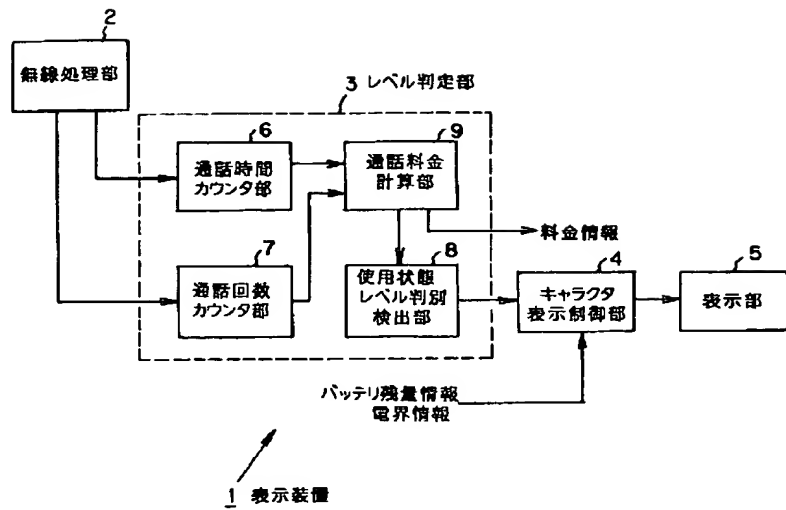 2
無線処理部
3 レベル判定部
6
通話時間
カウンタ部
9
通話料金
計算部
料金情報
7
通話回数
カウンタ部
8
使用状態
レベル判別
検出部
4
キャラクタ
表示制御部
5
表示部
バッテリ残量情報
電界情報
1 表示装置